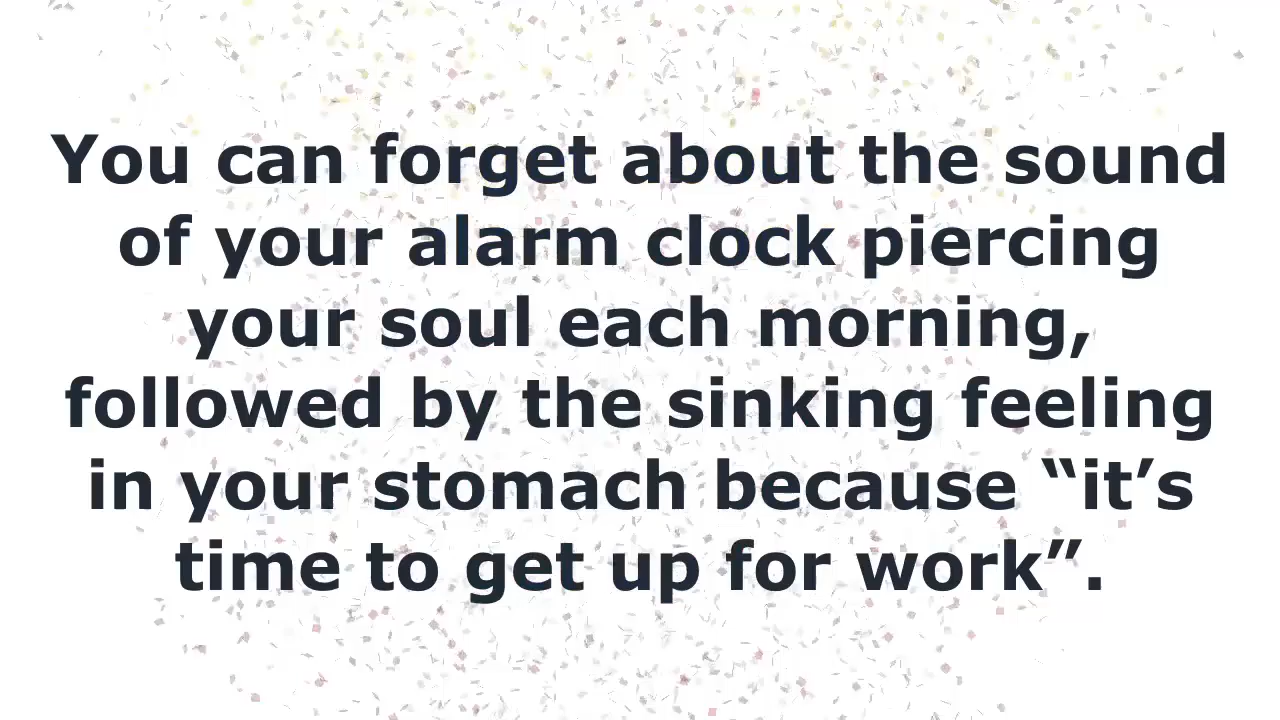 You can forget about the sound
of your alarm clock piercing
your soul each morning,
followed by the sinking feeling
in your stomach because “it’s
time to get up for work”.